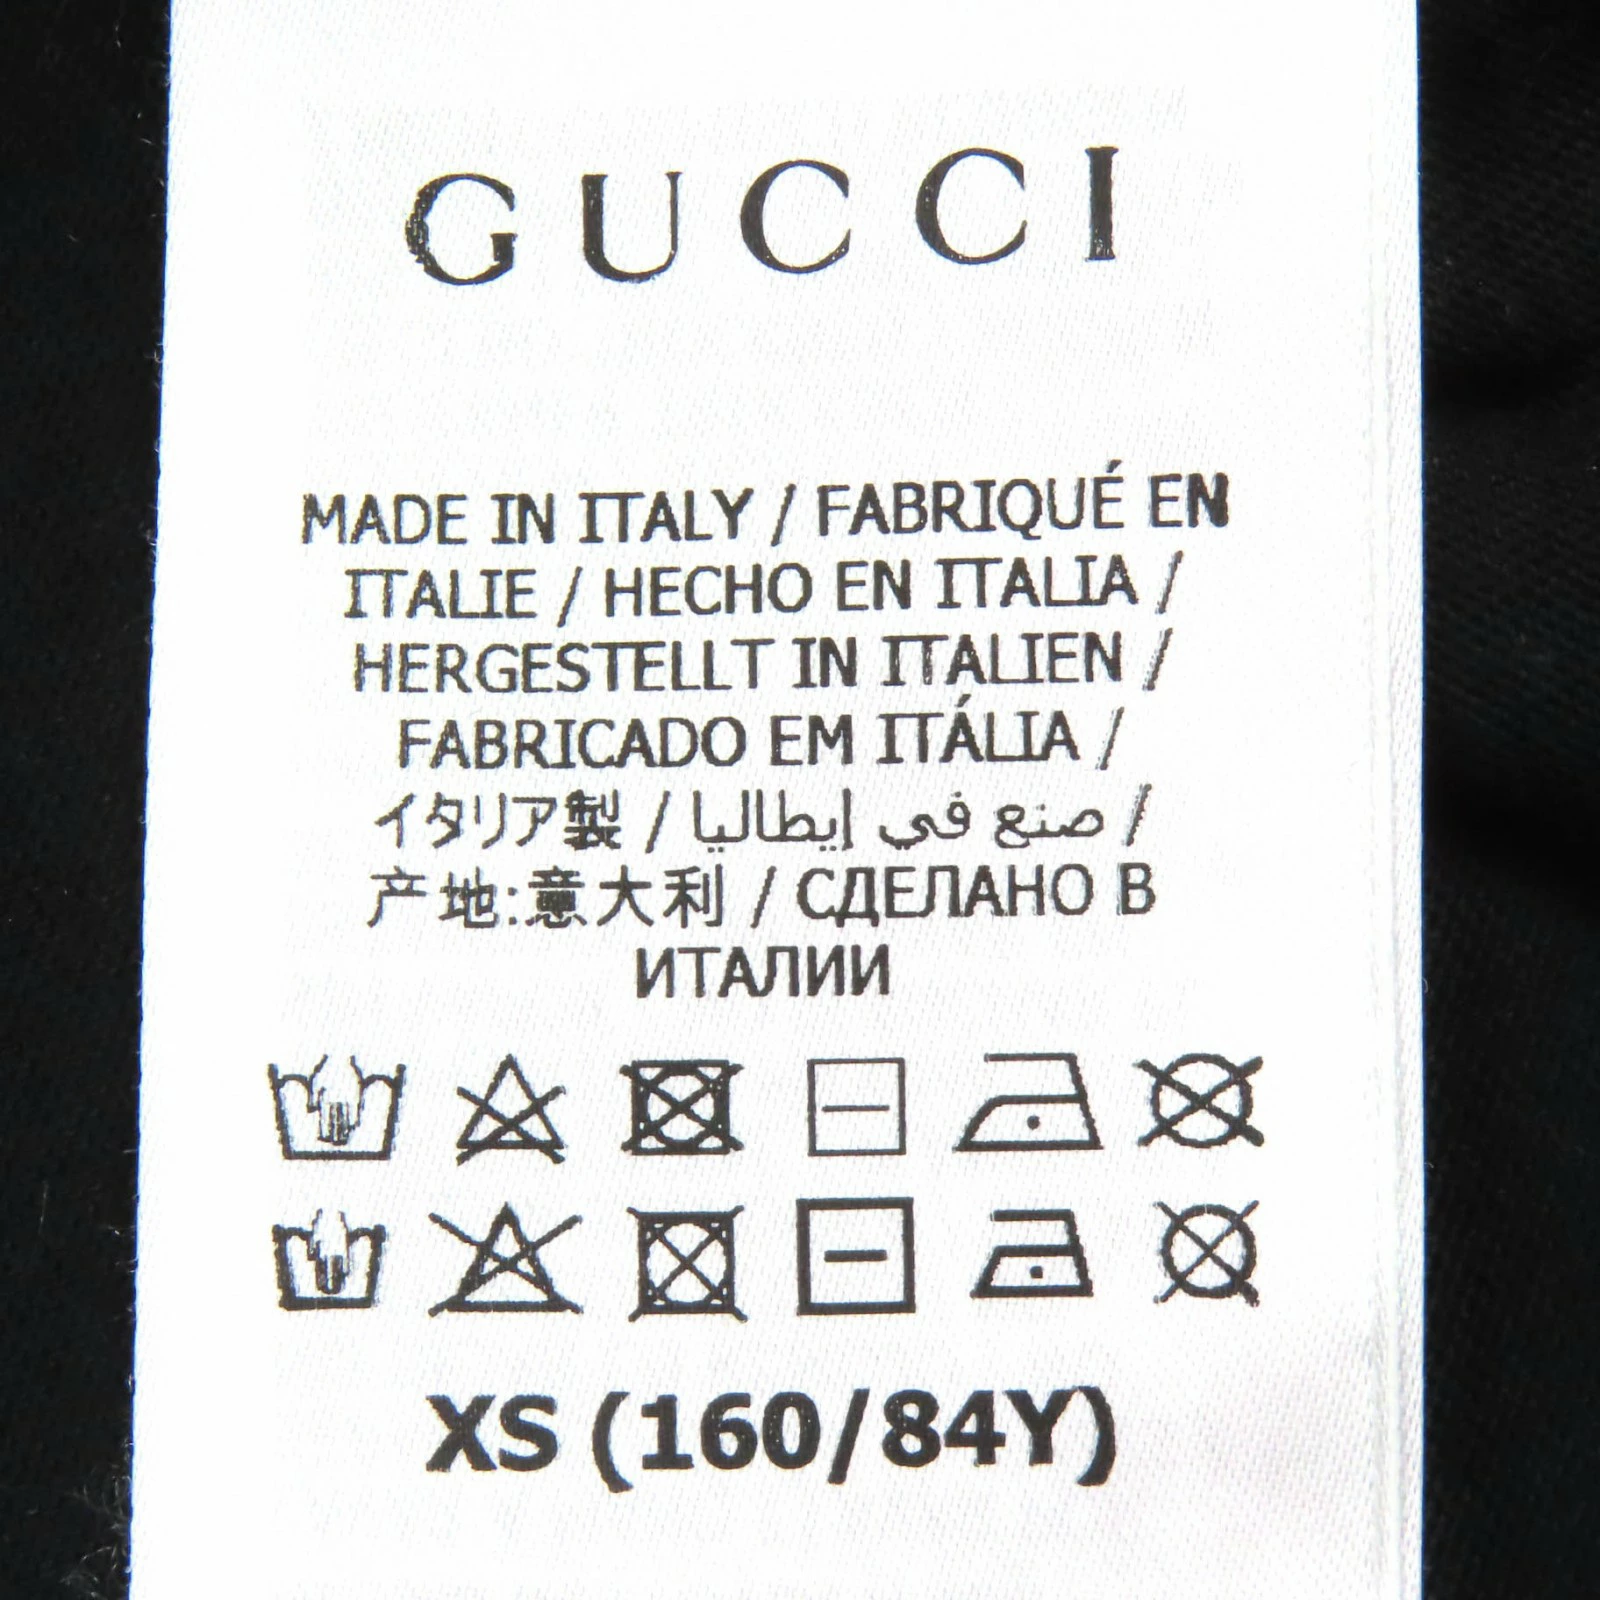 GUCCI
MADE IN ITALY / FABRIQUÉ EN
ITALIE / HECHO EN ITALIA /
HERGESTELLT IN ITALIEN /
FABRICADO EM ITÁLIA /
イタリア製 / صنع في إيطاليا /
产地:意大利 / СДЕЛАНО В
ИТАЛИИ
XS (160/84Y)